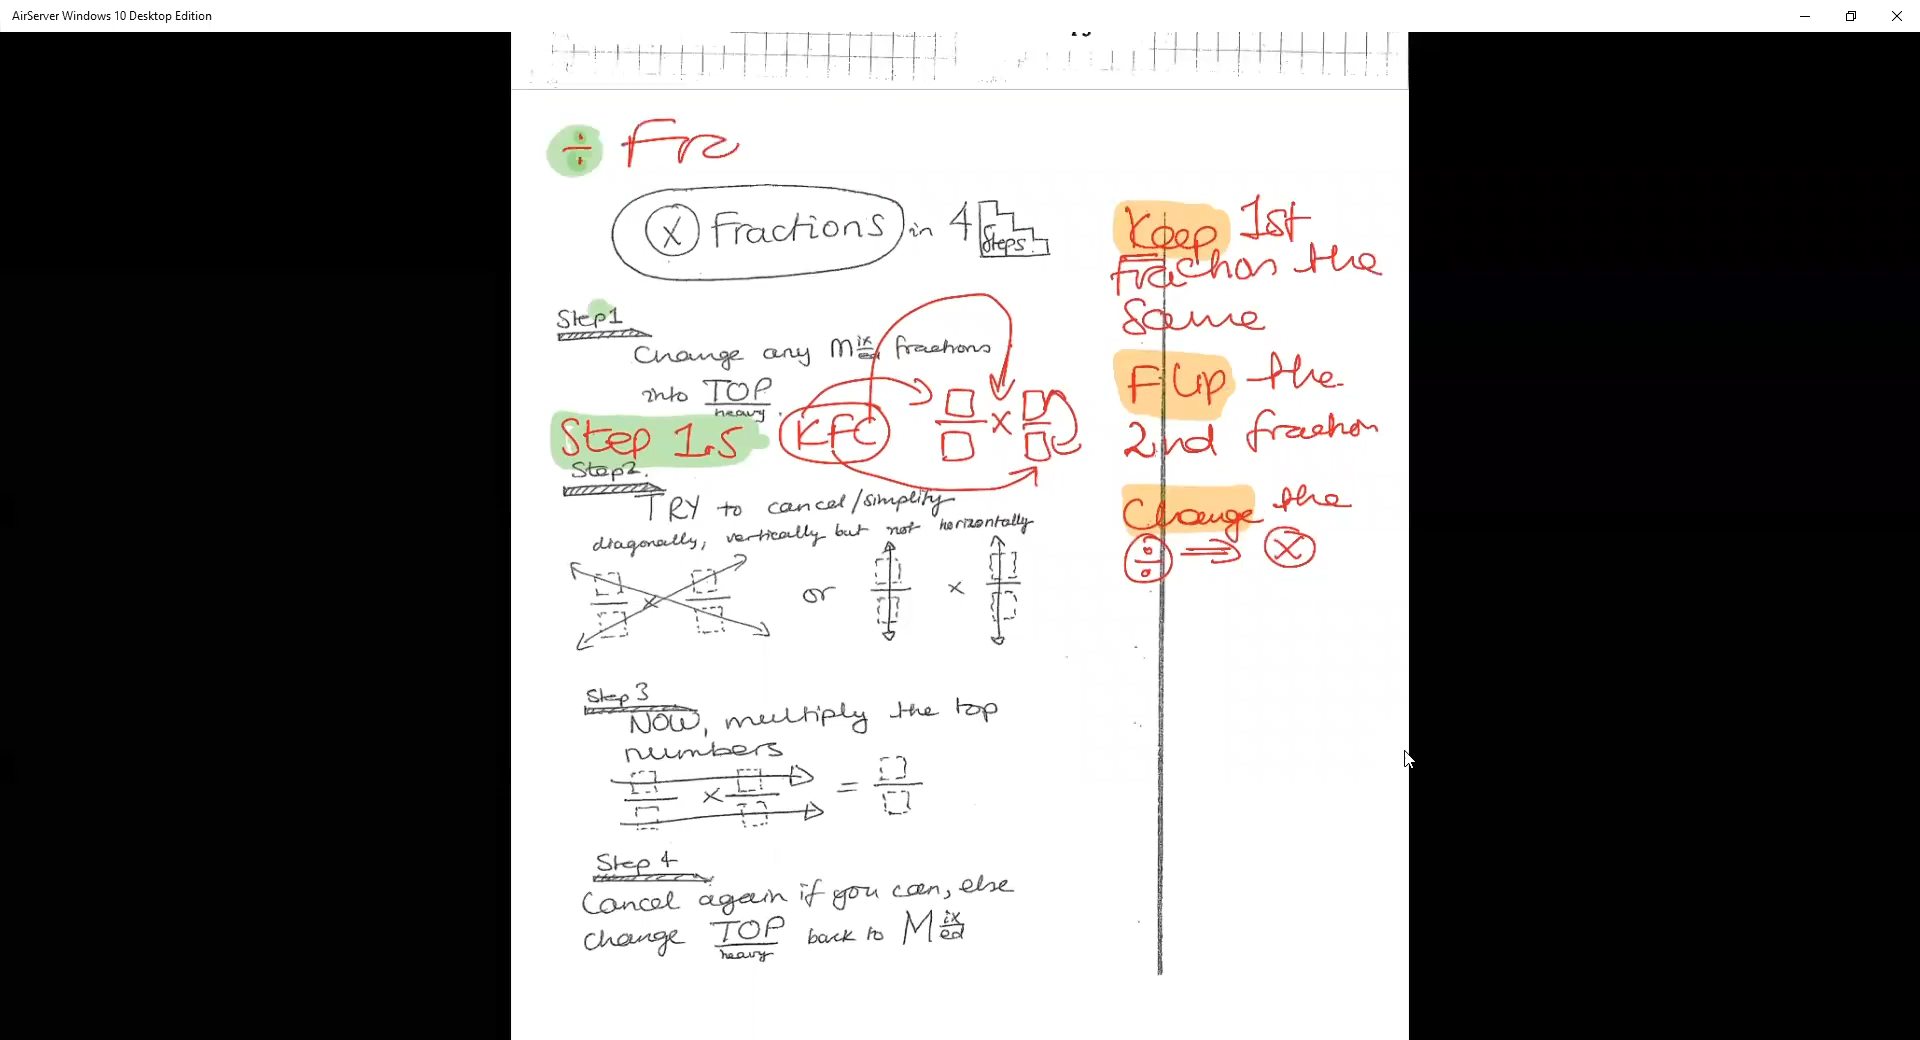 AirServer Windows 10 Desktop Edition
÷ Fra
× Fractions in 4 Steps
Step 1
Change any Mixed fractions
into TOP heavy.
Step 1.5 KFC □/□ × □/□
Step 2.
TRY to cancel/simplify
diagonally, vertically but not horizontally
□/□ × □/□ or □/□ × □/□
Step 3
NOW, multiply the top
numbers
□/□ × □/□ = □/□
Step 4
Cancel again if you can, else
change TOP heavy back to Mixed
Keep 1st
fraction the
same
Flip the
2nd fraction
Change the
÷ ⇒ ×